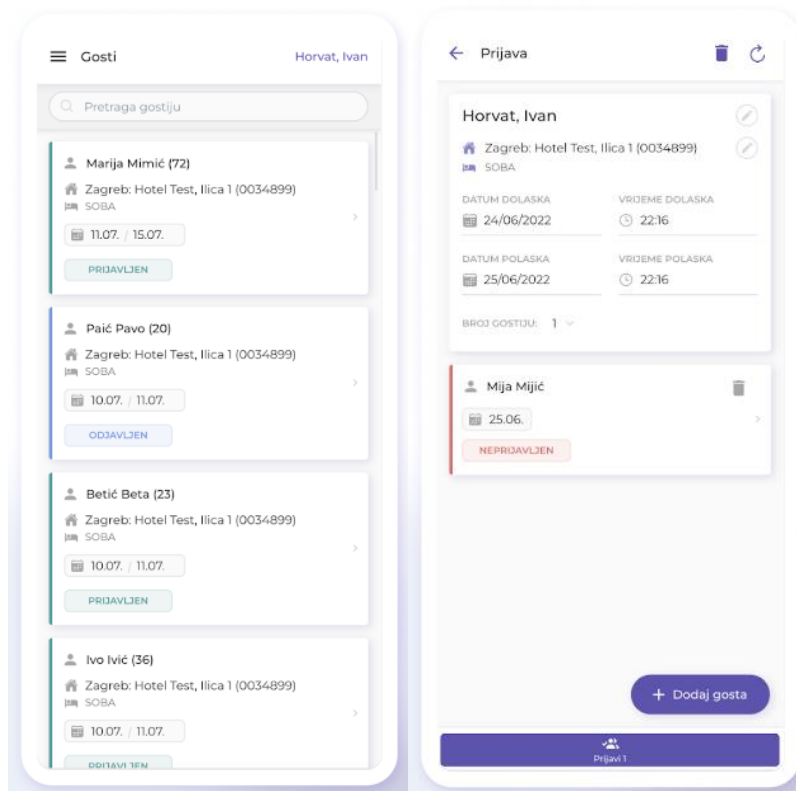 Gosti
Horvat, Ivan
Pretraga gostiju
Marija Mimić (72)
Zagreb: Hotel Test, Ilica 1 (0034899)
SOBA
11.07. / 15.07.
PRIJAVLJEN
Paić Pavo (20)
Zagreb: Hotel Test, Ilica 1 (0034899)
SOBA
10.07. / 11.07.
ODJAVLJEN
Betić Beta (23)
Zagreb: Hotel Test, Ilica 1 (0034899)
SOBA
10.07. / 11.07.
PRIJAVLJEN
Ivo Ivić (36)
Zagreb: Hotel Test, Ilica 1 (0034899)
SOBA
10.07. / 11.07.
PRIJAVLJEN
Prijava
Horvat, Ivan
Zagreb: Hotel Test, Ilica 1 (0034899)
SOBA
DATUM DOLASKA VRIJEME DOLASKA
24/06/2022 22:16
DATUM POLASKA VRIJEME POLASKA
25/06/2022 22:16
BROJ GOSTIJU: 1
Mija Mijić
25.06.
NEPRIJAVLJEN
+ Dodaj gosta
Prijavi 1